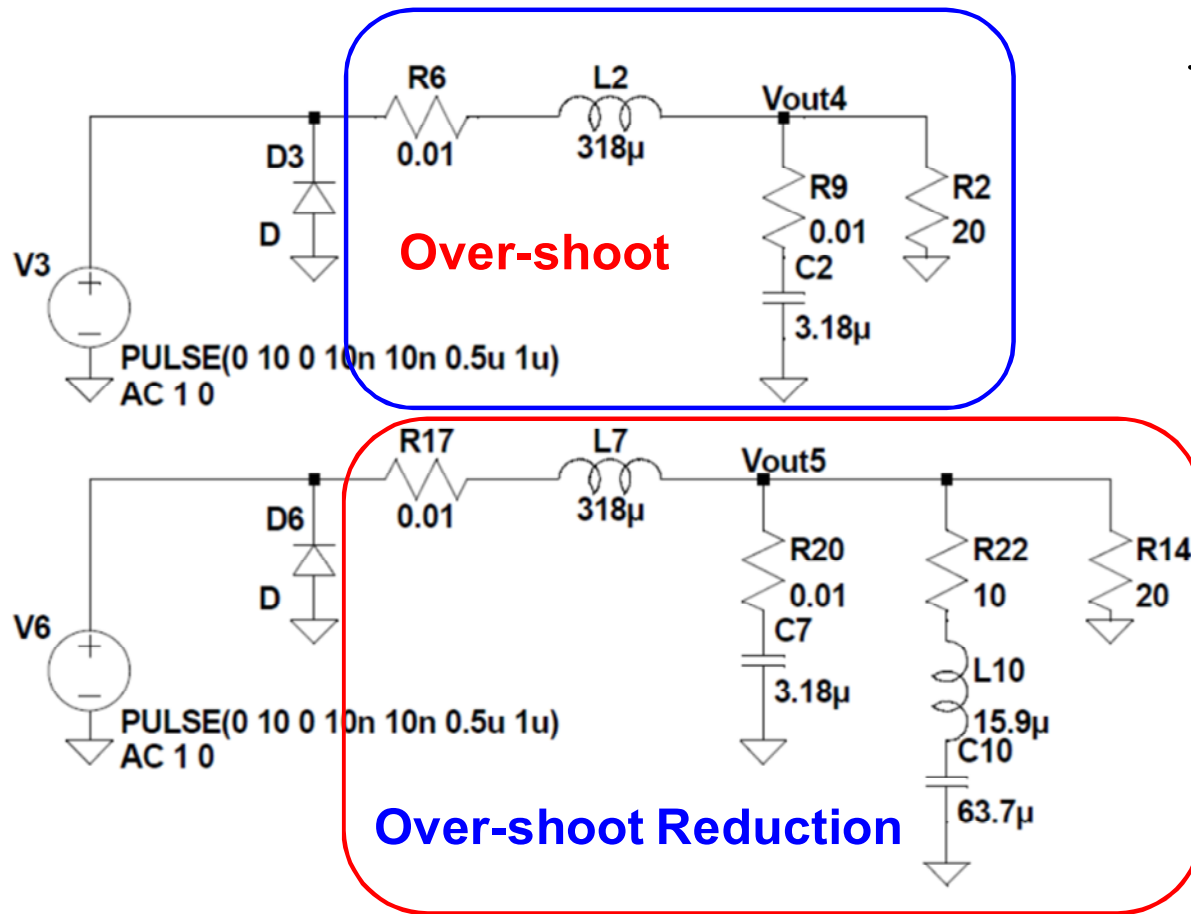 R6
L2
Vout4
0.01
318µ
D3
D
R9
0.01
R2
20
Over-shoot
C2
3.18µ
V3
PULSE(0 10 0 10n 10n 0.5u 1u)
AC 1 0
R17
L7
Vout5
0.01
318µ
D6
D
R20
0.01
R22
10
R14
20
C7
3.18µ
L10
15.9µ
C10
63.7µ
V6
PULSE(0 10 0 10n 10n 0.5u 1u)
AC 1 0
Over-shoot Reduction